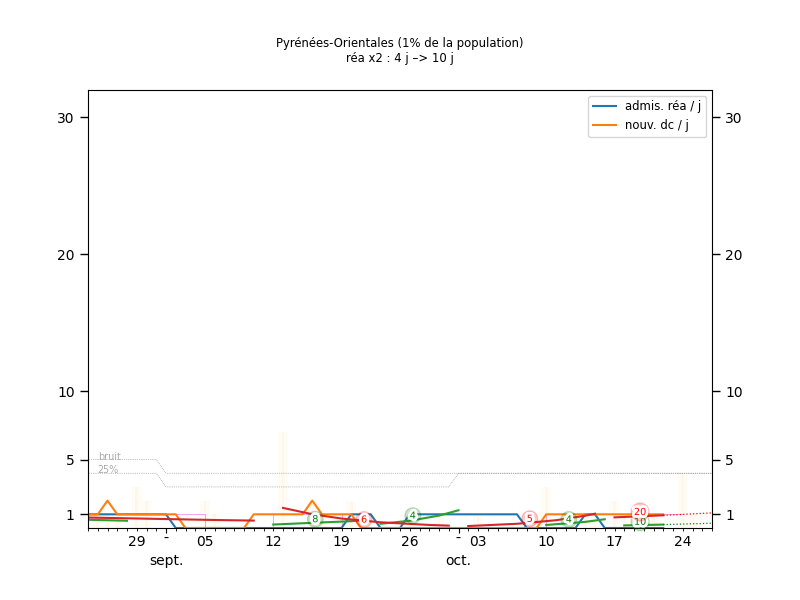 Pyrénées-Orientales (1% de la population)
réa x2 : 4 j –> 10 j
admis. réa / j
nouv. dc / j
30 30
20 20
10 10
5 5
1 1
bruit
25%
8 6 4 5 4 20 10
29 - 05 12 19 26 - 03 10 17 24
sept. oct.